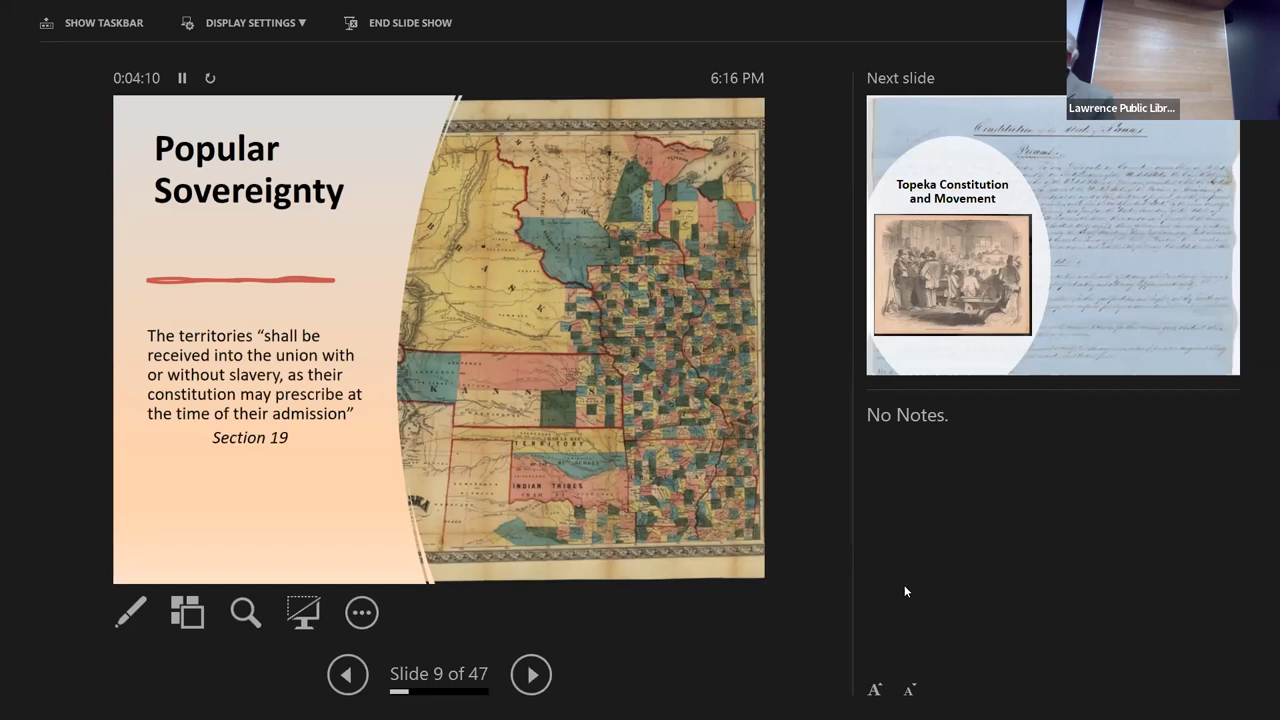 SHOW TASKBAR
DISPLAY SETTINGS ▼
END SLIDE SHOW
0:04:10
6:16 PM
Next slide
Lawrence Public Libr...
Popular
Sovereignty
The territories “shall be
received into the union with
or without slavery, as their
constitution may prescribe at
the time of their admission”
Section 19
KANSAS
TERRITORY
INDIAN TRIBES
Topeka Constitution
and Movement
No Notes.
Slide 9 of 47
A
A